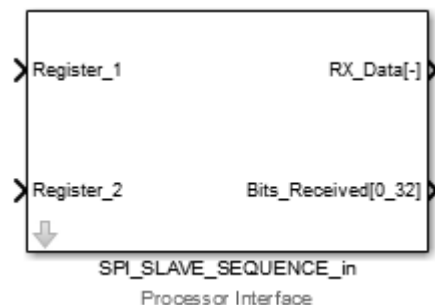 Register_1
RX_Data[-]
Register_2
Bits_Received[0_32]
SPI_SLAVE_SEQUENCE_in
Processor Interface